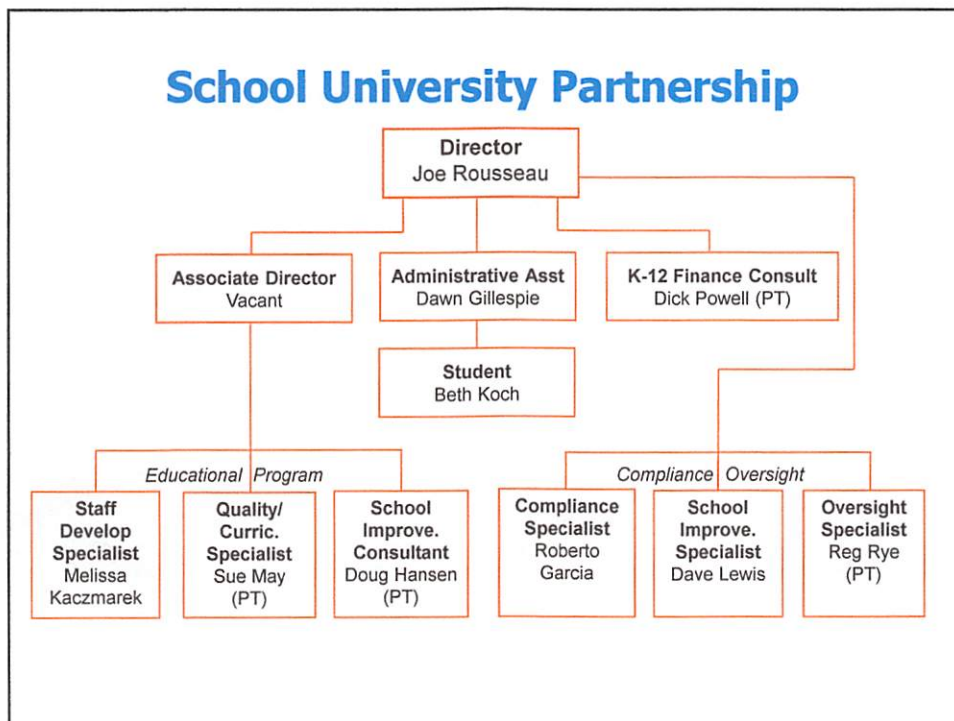 School University Partnership
Director
Joe Rousseau
Associate Director
Vacant
Administrative Asst
Dawn Gillespie
K-12 Finance Consult
Dick Powell (PT)
Student
Beth Koch
Educational Program
Compliance Oversight
Staff
Develop
Specialist
Melissa
Kaczmarek
Quality/
Curric.
Specialist
Sue May
(PT)
School
Improve.
Consultant
Doug Hansen
(PT)
Compliance
Specialist
Roberto
Garcia
School
Improve.
Specialist
Dave Lewis
Oversight
Specialist
Reg Rye
(PT)